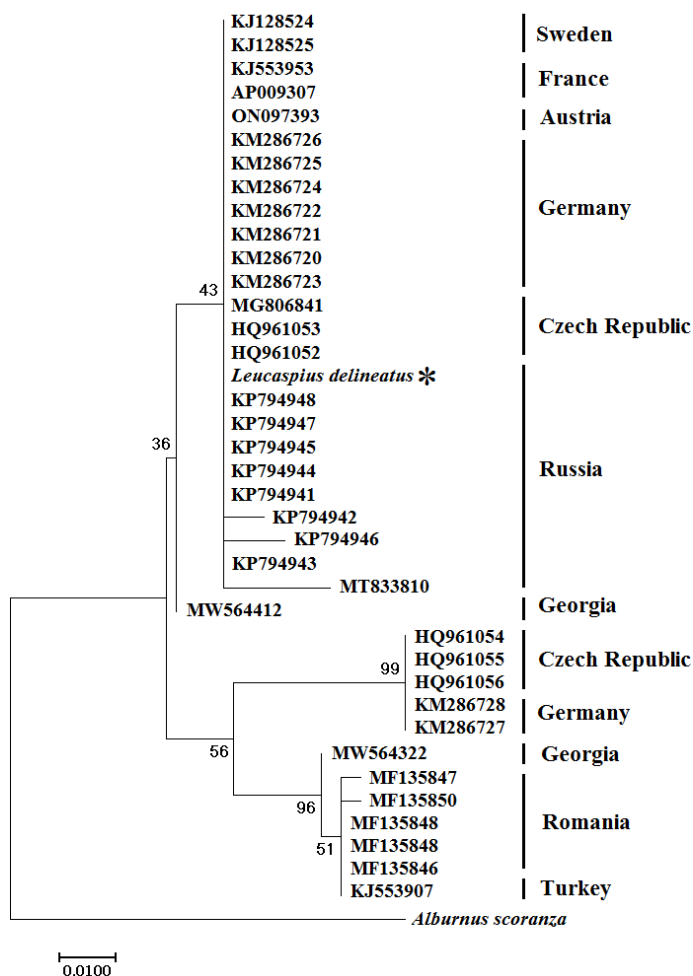 KJ128524
KJ128525
Sweden
KJ553953
AP009307
France
ON097393
Austria
KM286726
KM286725
KM286724
KM286722
KM286721
KM286720
KM286723
Germany
43
MG806841
HQ961053
HQ961052
Czech Republic
Leucaspius delineatus *
KP794948
KP794947
KP794945
KP794944
KP794941
KP794942
KP794946
KP794943
MT833810
Russia
36
MW564412
Georgia
HQ961054
HQ961055
HQ961056
Czech Republic
99
KM286728
KM286727
Germany
56
MW564322
Georgia
96
MF135847
MF135850
MF135848
MF135848
MF135846
Romania
51
KJ553907
Turkey
Alburnus scoranza
0.0100